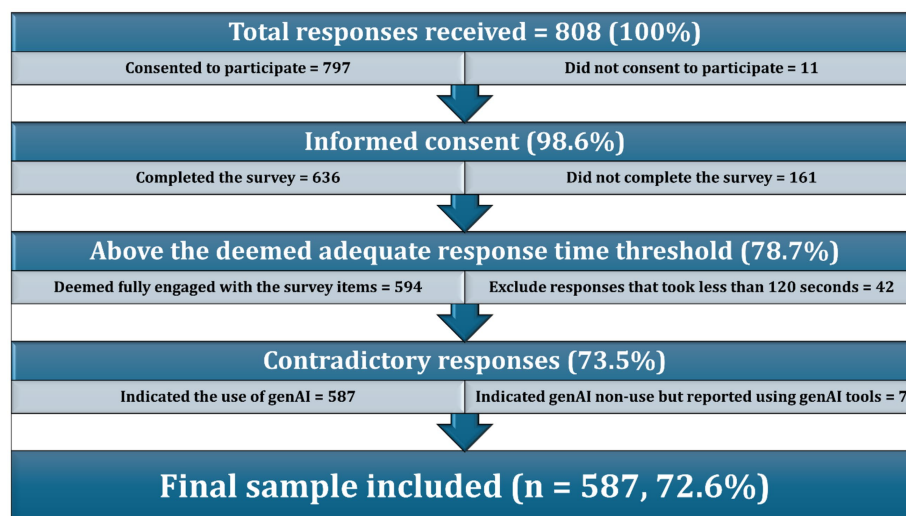 Total responses received = 808 (100%)
Consented to participate = 797
Did not consent to participate = 11
Informed consent (98.6%)
Completed the survey = 636
Did not complete the survey = 161
Above the deemed adequate response time threshold (78.7%)
Deemed fully engaged with the survey items = 594
Exclude responses that took less than 120 seconds = 42
Contradictory responses (73.5%)
Indicated the use of genAI = 587
Indicated genAI non-use but reported using genAI tools = 7
Final sample included (n = 587, 72.6%)